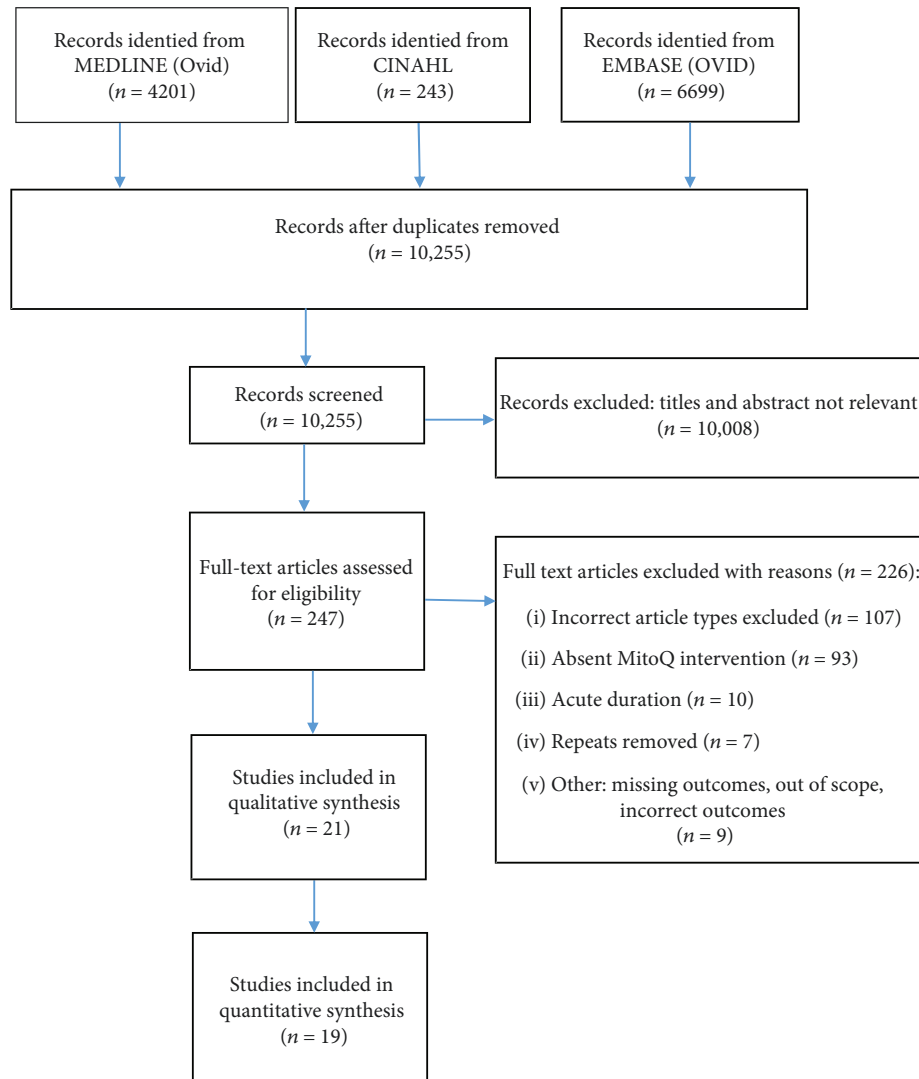 Records identied from
MEDLINE (Ovid)
(n = 4201)
Records identied from
CINAHL
(n = 243)
Records identied from
EMBASE (OVID)
(n = 6699)
Records after duplicates removed
(n = 10,255)
Records screened
(n = 10,255)
Records excluded: titles and abstract not relevant
(n = 10,008)
Full-text articles assessed
for eligibility
(n = 247)
Full text articles excluded with reasons (n = 226):
(i) Incorrect article types excluded (n = 107)
(ii) Absent MitoQ intervention (n = 93)
(iii) Acute duration (n = 10)
(iv) Repeats removed (n = 7)
(v) Other: missing outcomes, out of scope,
incorrect outcomes
(n = 9)
Studies included in
qualitative synthesis
(n = 21)
Studies included in
quantitative synthesis
(n = 19)